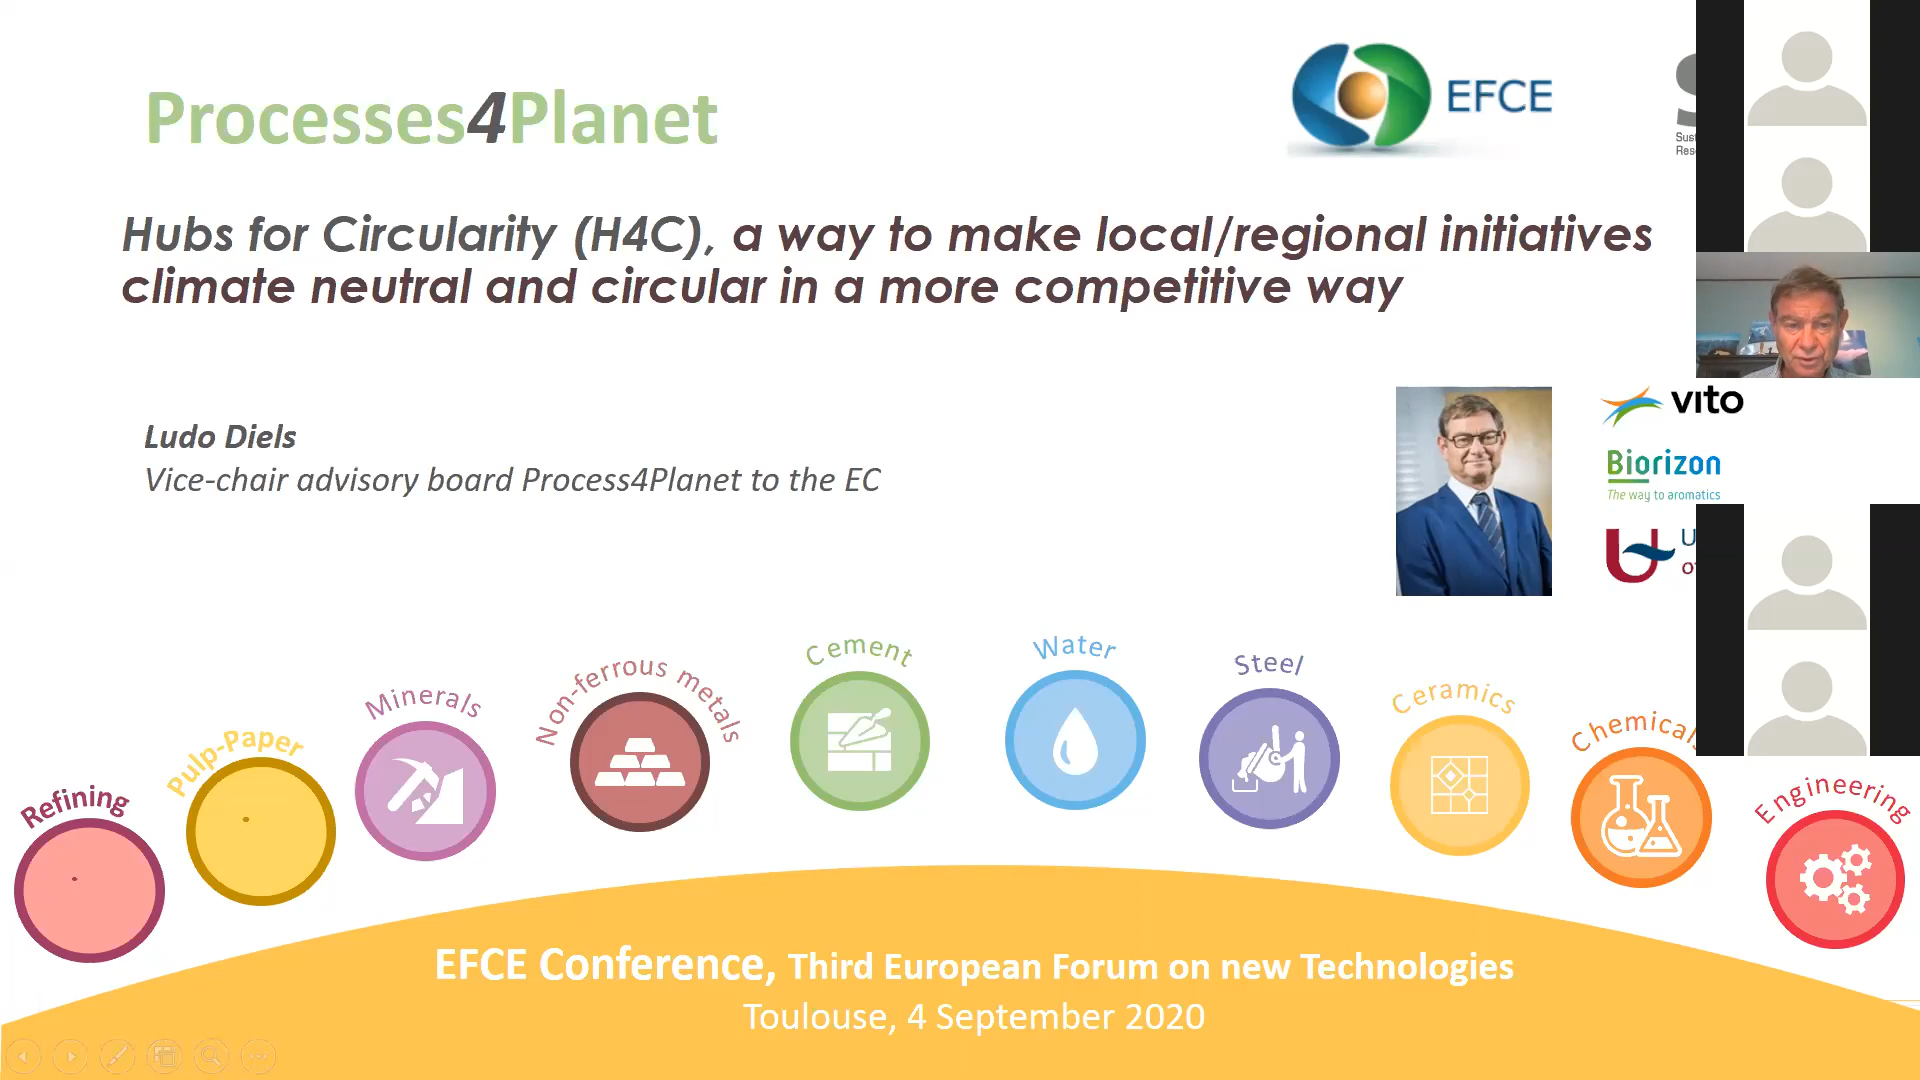 Processes4Planet
EFCE
Hubs for Circularity (H4C), a way to make local/regional initiatives
climate neutral and circular in a more competitive way
Ludo Diels
Vice-chair advisory board Process4Planet to the EC
vito
Biorizon
The way to aromatics
Refining
Pulp-Paper
Minerals
Non-ferrous metals
Cement
Water
Steel
Ceramics
Chemicals
Engineering
EFCE Conference, Third European Forum on new Technologies
Toulouse, 4 September 2020